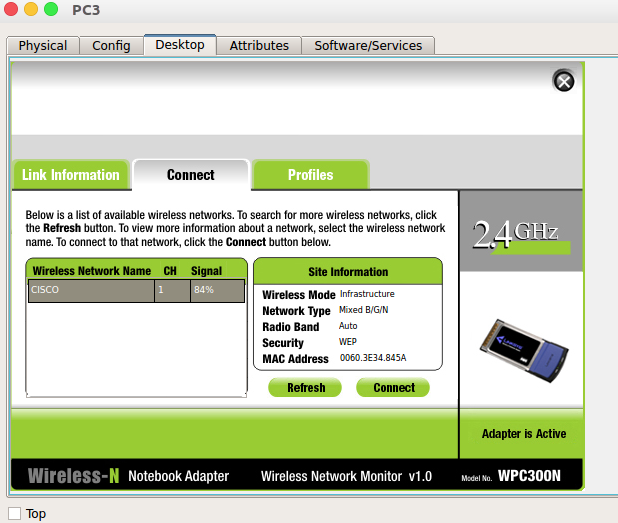 PC3
Physical Config Desktop Attributes Software/Services
Link Information Connect Profiles
Below is a list of available wireless networks. To search for more wireless networks, click
the Refresh button. To view more information about a network, select the wireless network
name. To connect to that network, click the Connect button below.
2.4GHz
Wireless Network Name CH Signal
CISCO 1 84%
Site Information
Wireless Mode Infrastructure
Network Type Mixed B/G/N
Radio Band Auto
Security WEP
MAC Address 0060.3E34.845A
Refresh Connect
Adapter is Active
Wireless-N Notebook Adapter Wireless Network Monitor v1.0 Model No. WPC300N
Top